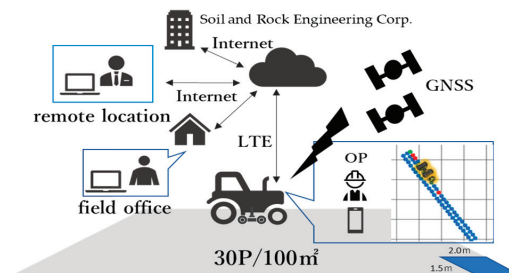 Soil and Rock Engineering Corp.
Internet
GNSS
Internet
remote location
LTE
OP
field office
30P/100㎡
2.0m
1.5m